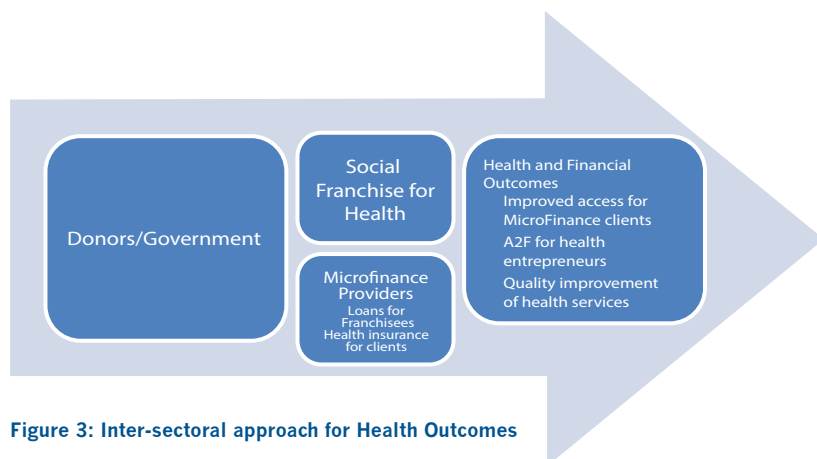 Donors/Government
Social
Franchise for
Health
Microfinance
Providers
Loans for
Franchisees
Health insurance
for clients
Health and Financial
Outcomes
Improved access for
MicroFinance clients
A2F for health
entrepreneurs
Quality improvement
of health services
Figure 3: Inter-sectoral approach for Health Outcomes